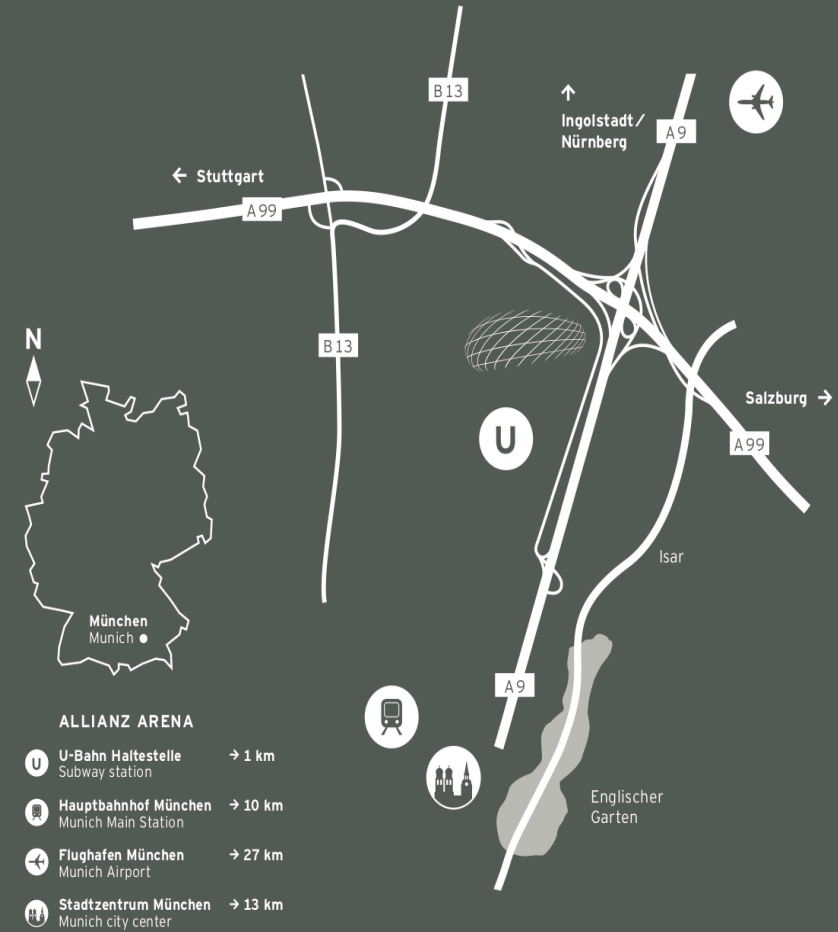 B13
↑
Ingolstadt/
Nürnberg
A9
← Stuttgart
A99
B13
N
Salzburg →
U
A99
Isar
München
Munich
A9
ALLIANZ ARENA
U U-Bahn Haltestelle → 1 km
Subway station
Hauptbahnhof München → 10 km
Munich Main Station
Flughafen München → 27 km
Munich Airport
Stadtzentrum München → 13 km
Munich city center
Englischer
Garten